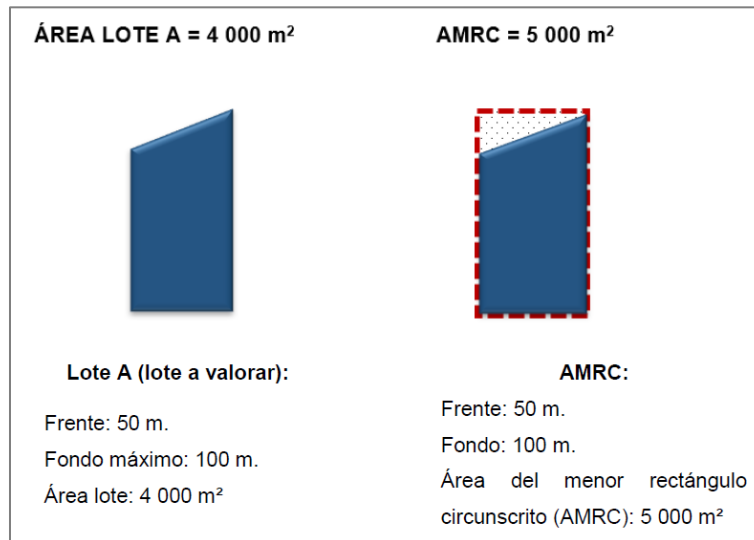 ÁREA LOTE A = 4 000 m²
AMRC = 5 000 m²
Lote A (lote a valorar):
Frente: 50 m.
Fondo máximo: 100 m.
Área lote: 4 000 m²
AMRC:
Frente: 50 m.
Fondo: 100 m.
Área del menor rectángulo
circunscrito (AMRC): 5 000 m²